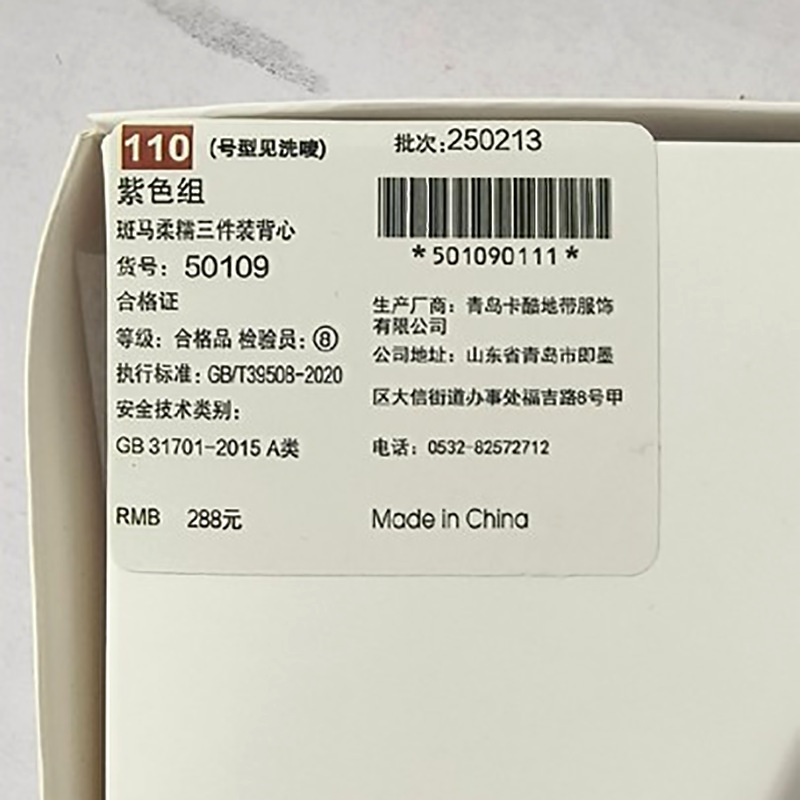 110 (号型见洗唛)
批次:250213
紫色组
斑马柔糯三件装背心
货号: 50109
*501090111*
合格证
等级: 合格品 检验员: ⑧
执行标准: GB/T39508-2020
安全技术类别:
GB 31701-2015 A类
RMB 288元
生产厂商: 青岛卡酷地带服饰
有限公司
公司地址: 山东省青岛市即墨
区大信街道办事处福吉路8号甲
电话: 0532-82572712
Made in China